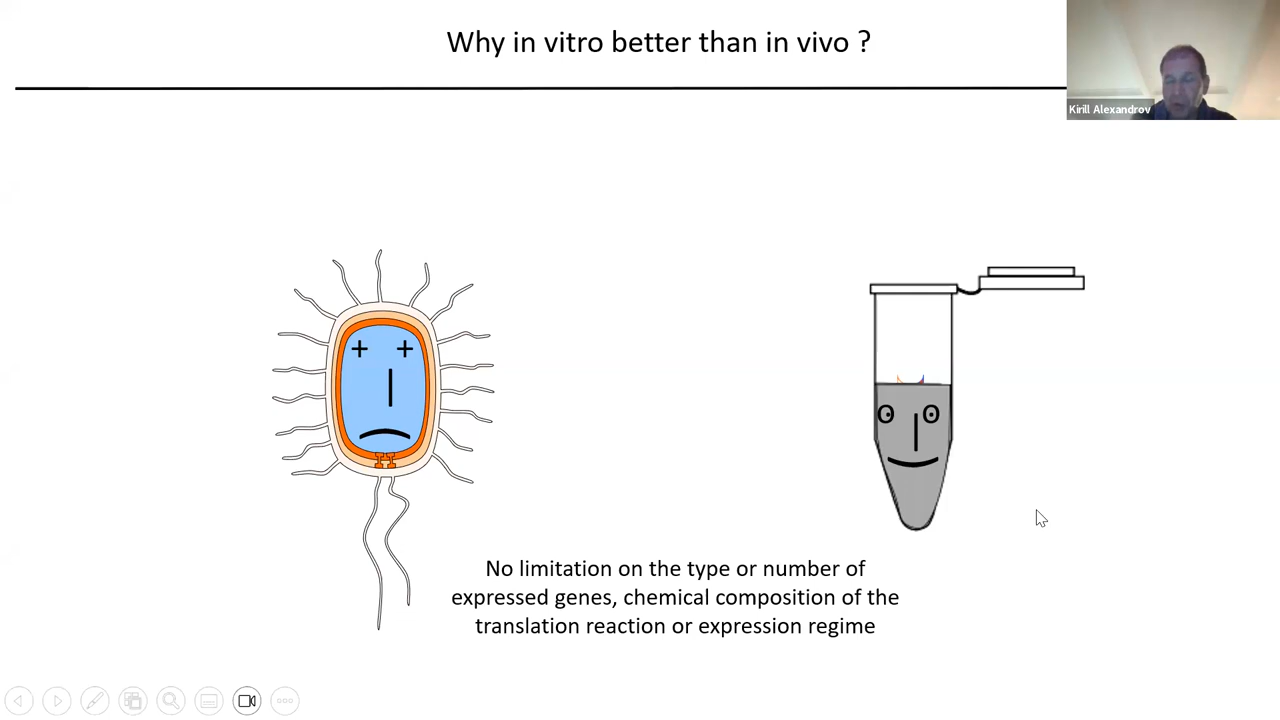 Why in vitro better than in vivo ?
Kirill Alexandrov
No limitation on the type or number of
expressed genes, chemical composition of the
translation reaction or expression regime